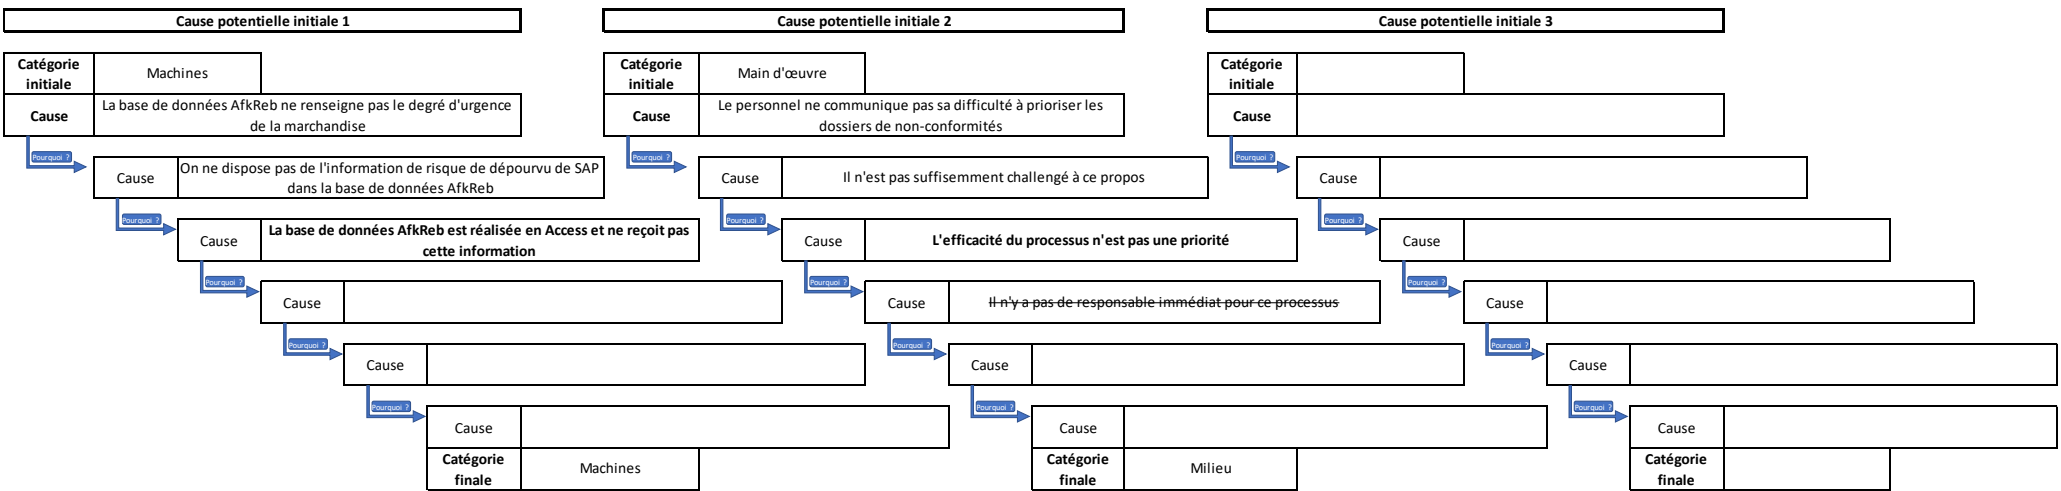 Cause potentielle initiale 1
Catégorie
initiale
Machines
Cause
La base de données AfkReb ne renseigne pas le degré d'urgence
de la marchandise
Pourquoi ?
Cause
On ne dispose pas de l'information de risque de dépourvu de SAP
dans la base de données AfkReb
Pourquoi ?
Cause
La base de données AfkReb est réalisée en Access et ne reçoit pas
cette information
Pourquoi ?
Cause
Pourquoi ?
Cause
Pourquoi ?
Cause
Catégorie
finale
Machines
Cause potentielle initiale 2
Catégorie
initiale
Main d'œuvre
Cause
Le personnel ne communique pas sa difficulté à prioriser les
dossiers de non-conformités
Pourquoi ?
Cause
Il n'est pas suffisemment challengé à ce propos
Pourquoi ?
Cause
L'efficacité du processus n'est pas une priorité
Pourquoi ?
Cause
Il n'y a pas de responsable immédiat pour ce processus
Pourquoi ?
Cause
Pourquoi ?
Cause
Catégorie
finale
Milieu
Cause potentielle initiale 3
Catégorie
initiale
Cause
Pourquoi ?
Cause
Pourquoi ?
Cause
Pourquoi ?
Cause
Pourquoi ?
Cause
Pourquoi ?
Cause
Catégorie
finale